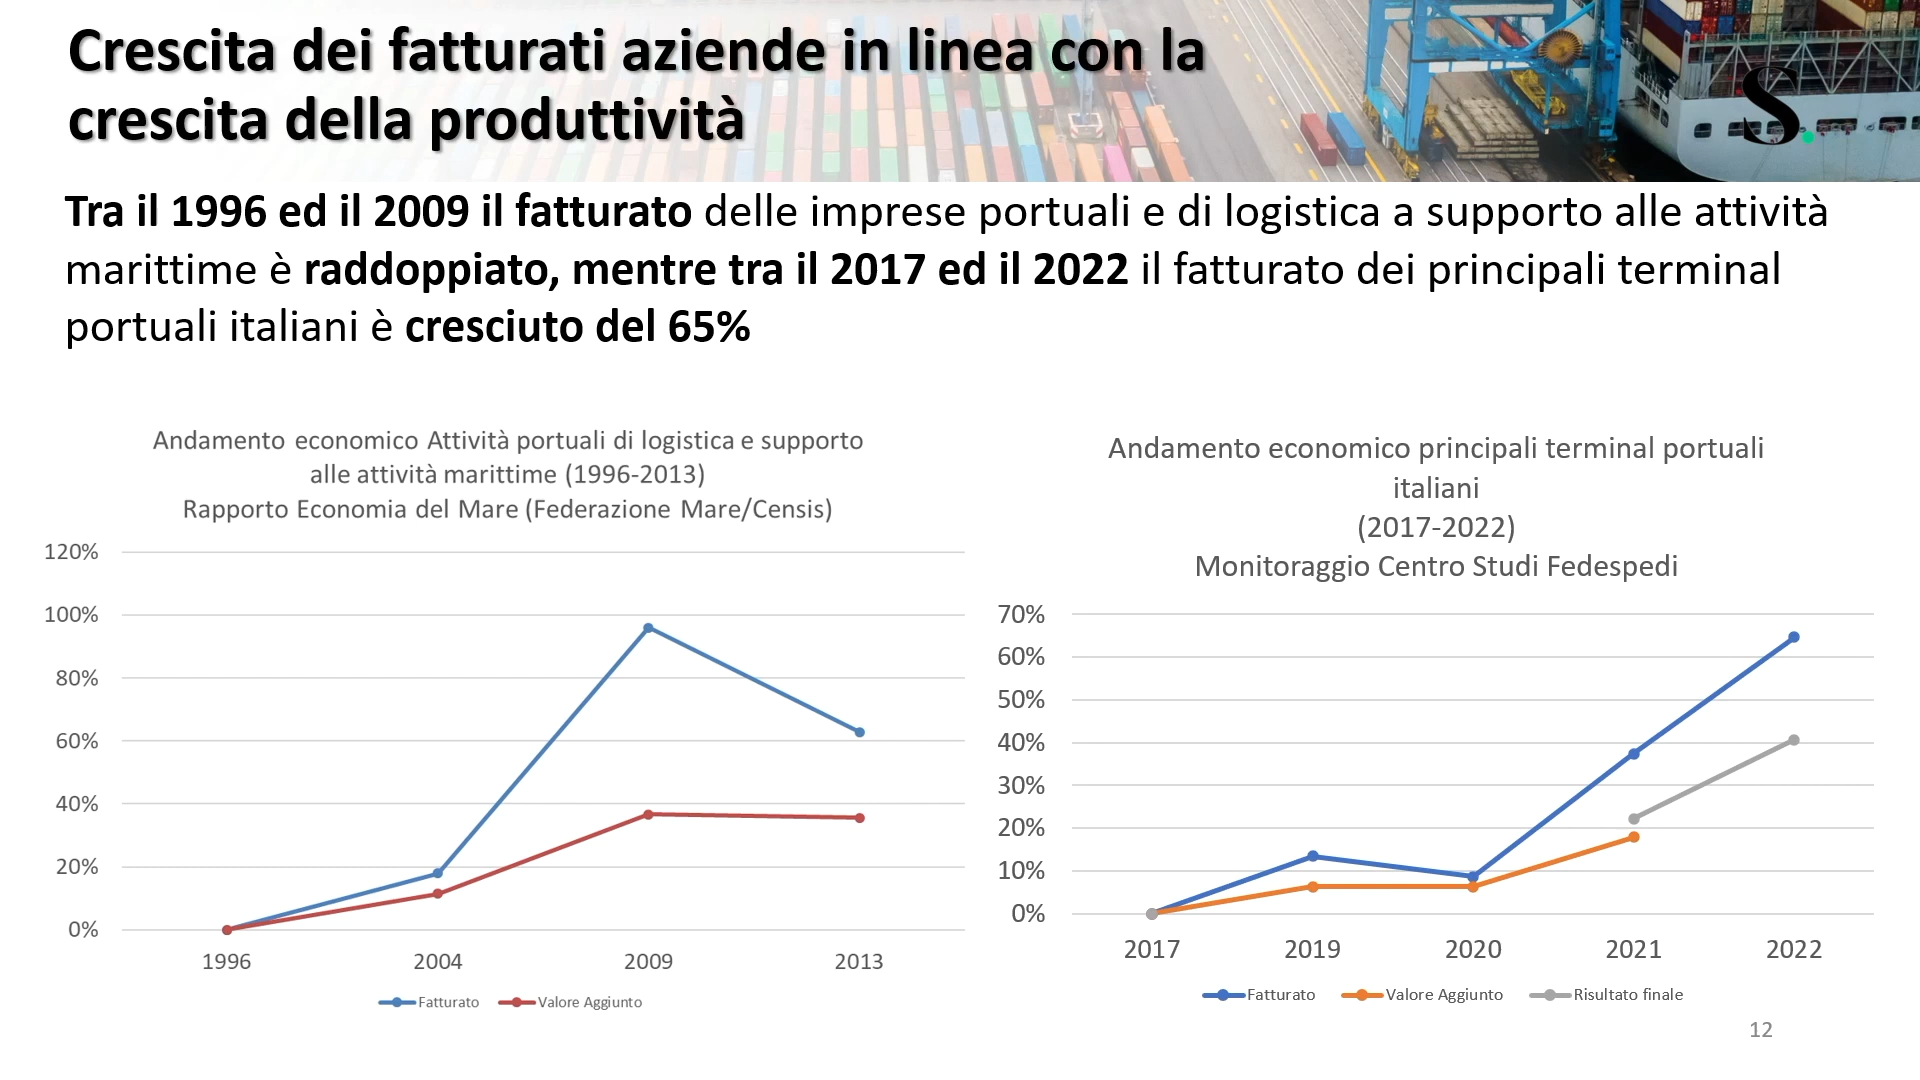 Crescita dei fatturati aziende in linea con la
crescita della produttività
S.
Tra il 1996 ed il 2009 il fatturato delle imprese portuali e di logistica a supporto alle attività
marittime è raddoppiato, mentre tra il 2017 ed il 2022 il fatturato dei principali terminal
portuali italiani è cresciuto del 65%
Andamento economico Attività portuali di logistica e supporto
alle attività marittime (1996-2013)
Rapporto Economia del Mare (Federazione Mare/Censis)
120%
100%
80%
60%
40%
20%
0%
1996 2004 2009 2013
Fatturato Valore Aggiunto
Andamento economico principali terminal portuali
italiani
(2017-2022)
Monitoraggio Centro Studi Fedespedi
70%
60%
50%
40%
30%
20%
10%
0%
2017 2019 2020 2021 2022
Fatturato Valore Aggiunto Risultato finale
12